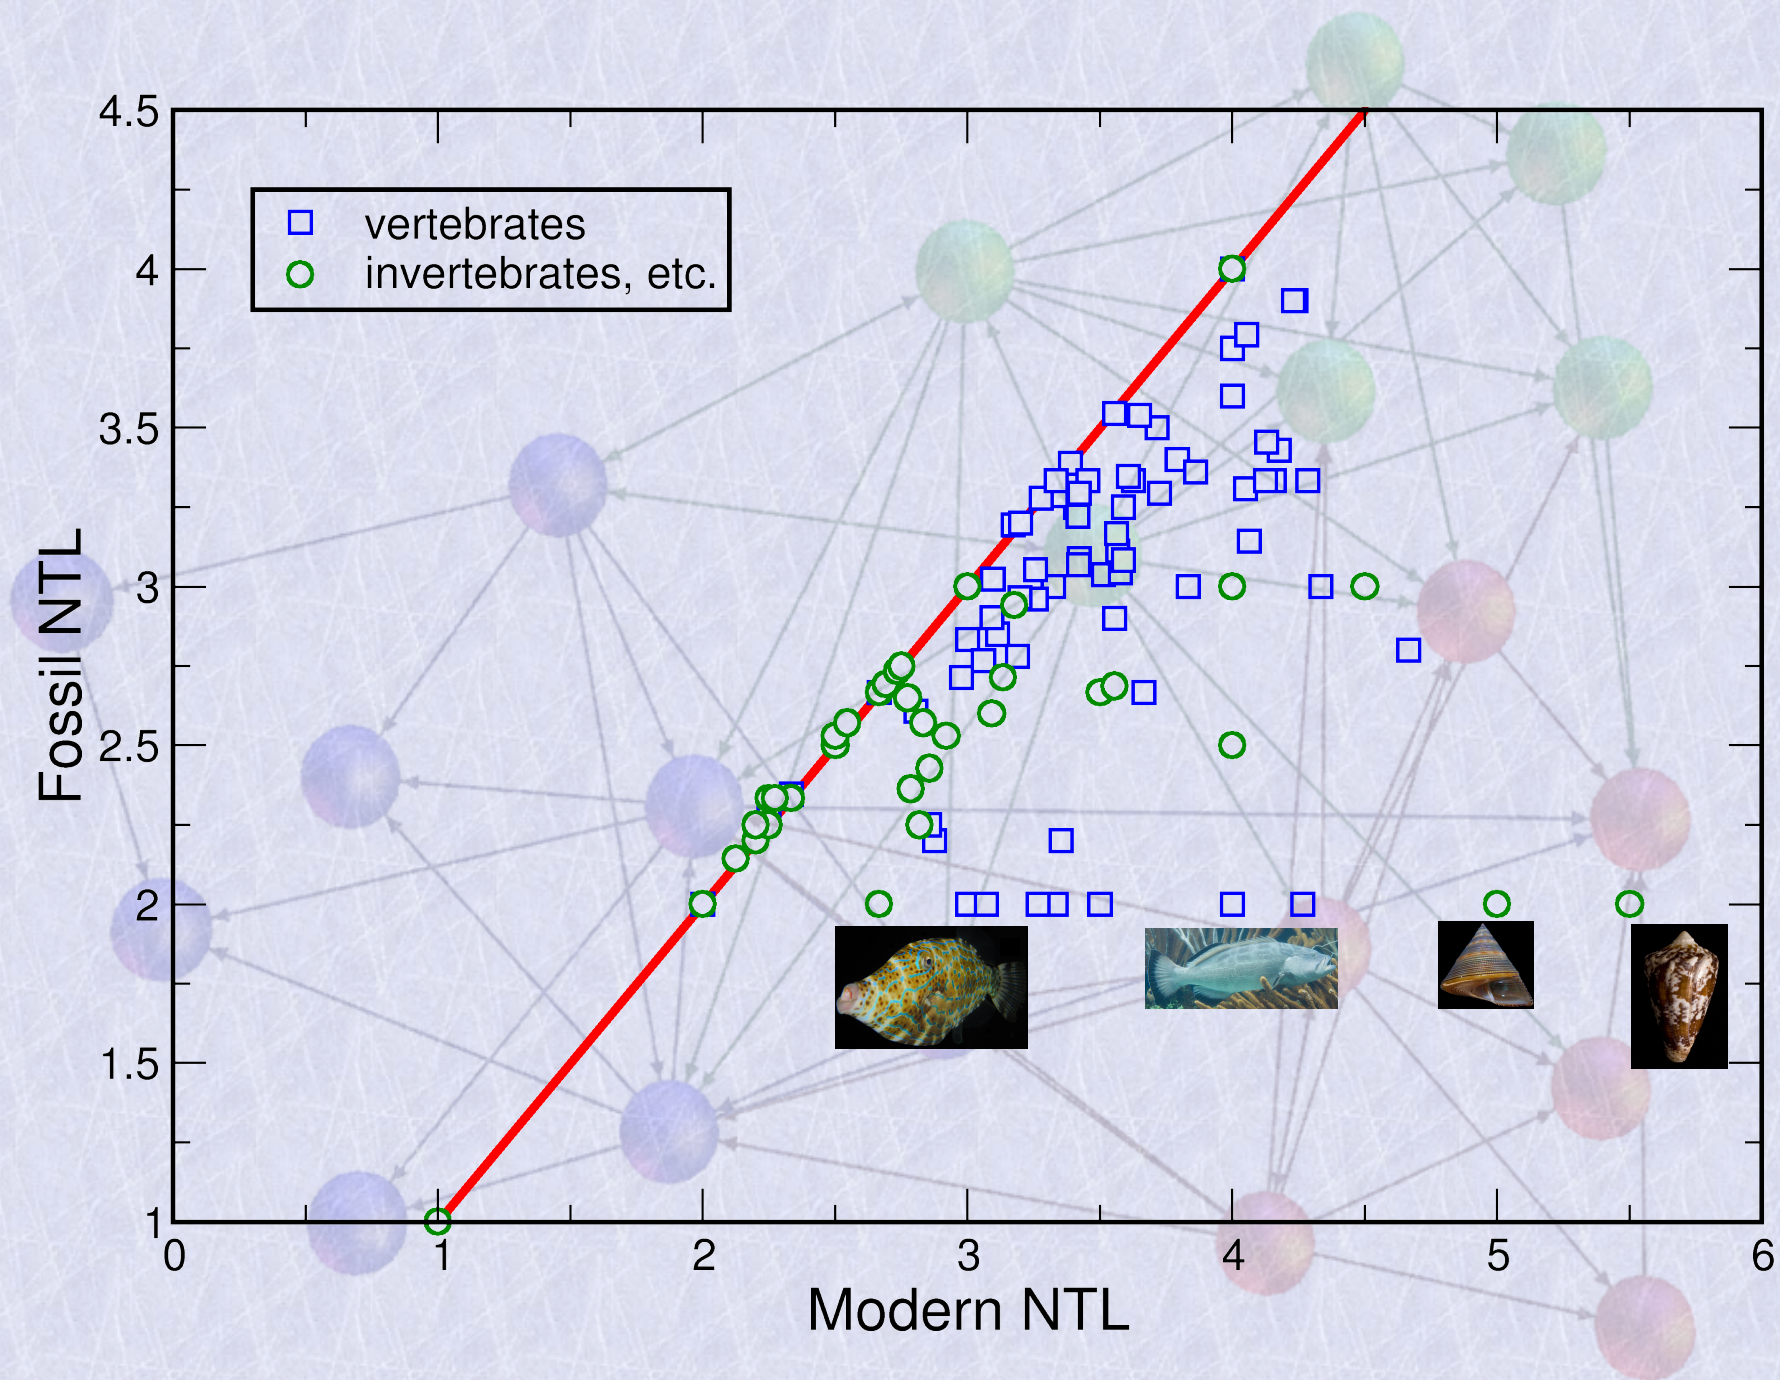 4.5
4
3.5
3
2.5
2
1.5
1
vertebrates
invertebrates, etc.
Fossil NTL
0 1 2 3 4 5 6
Modern NTL